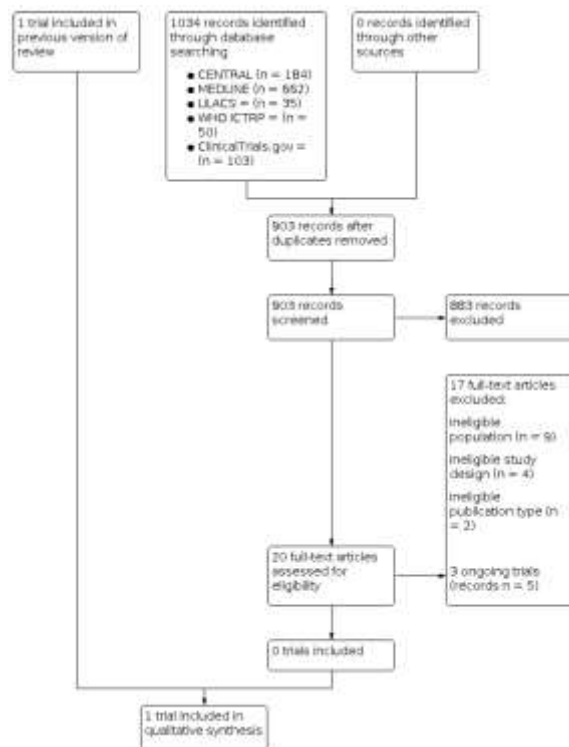 1 trial included in
previous version of
review
1034 records identified
through database
searching
● CENTRAL (n = 184)
● MEDLINE (n = 662)
● LILACS = (n = 35)
● WHO ICTRP = (n =
50)
● ClinicalTrials.gov =
(n = 103)
0 records identified
through other
sources
903 records after
duplicates removed
903 records
screened
883 records
excluded
17 full-text articles
excluded:
ineligible
population (n = 9)
ineligible study
design (n = 4)
ineligible
publication type (n
= 2)
3 ongoing trials
(records n = 5)
20 full-text articles
assessed for
eligibility
0 trials included
1 trial included in
qualitative synthesis